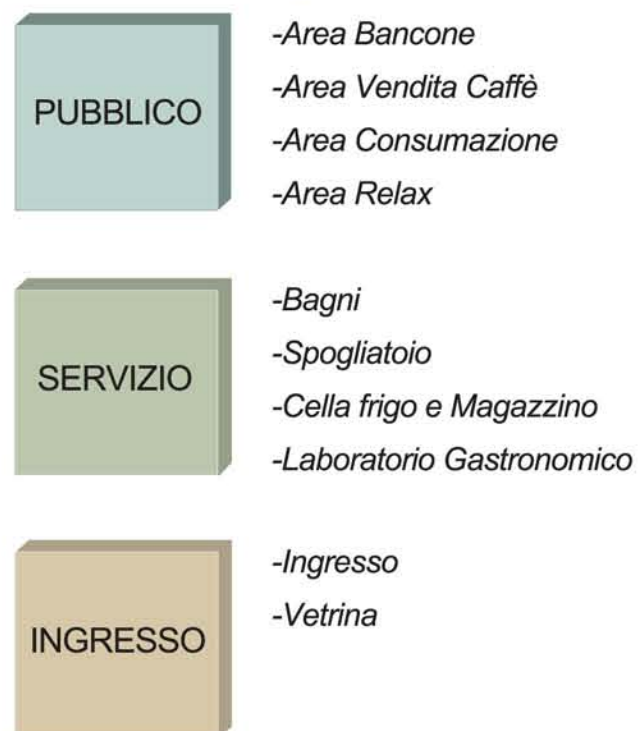 PUBBLICO
-Area Bancone
-Area Vendita Caffè
-Area Consumazione
-Area Relax
SERVIZIO
-Bagni
-Spogliatoio
-Cella frigo e Magazzino
-Laboratorio Gastronomico
INGRESSO
-Ingresso
-Vetrina